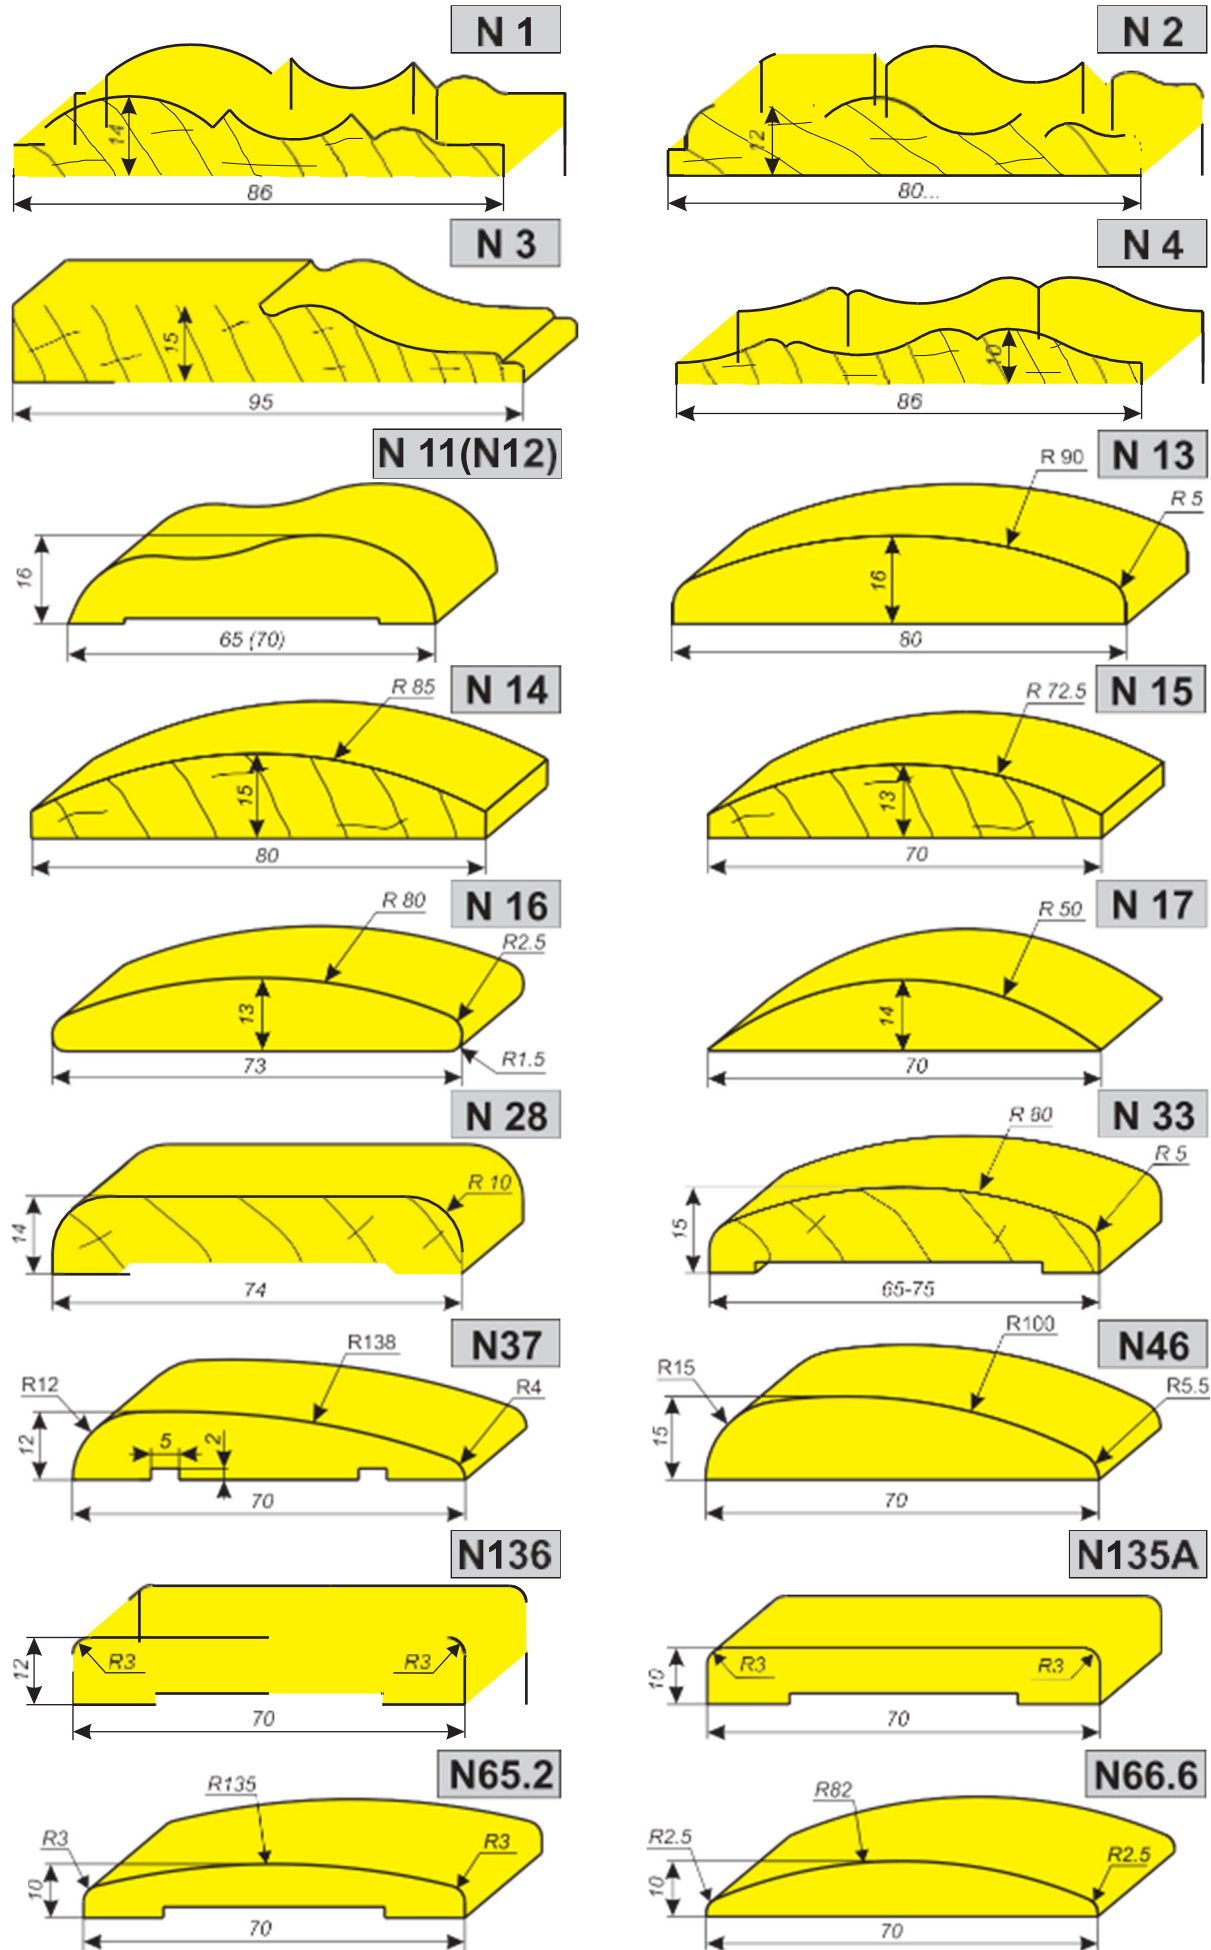 N 1
14
86
N 2
12
80...
N 3
15
95
N 4
10
86
N 11(N12)
16
65 (70)
N 13
R 90
R 5
16
80
N 14
R 85
15
80
N 15
R 72.5
13
70
N 16
R 80
R2.5
13
R1.5
73
N 17
R 50
14
70
N 28
R 10
14
74
N 33
R 80
R 5
15
65-75
N37
R138
R12
R4
12
5
2
70
N46
R100
R15
R5.5
15
70
N136
R3
R3
12
70
N135A
R3
R3
10
70
N65.2
R135
R3
R3
10
70
N66.6
R82
R2.5
R2.5
10
70